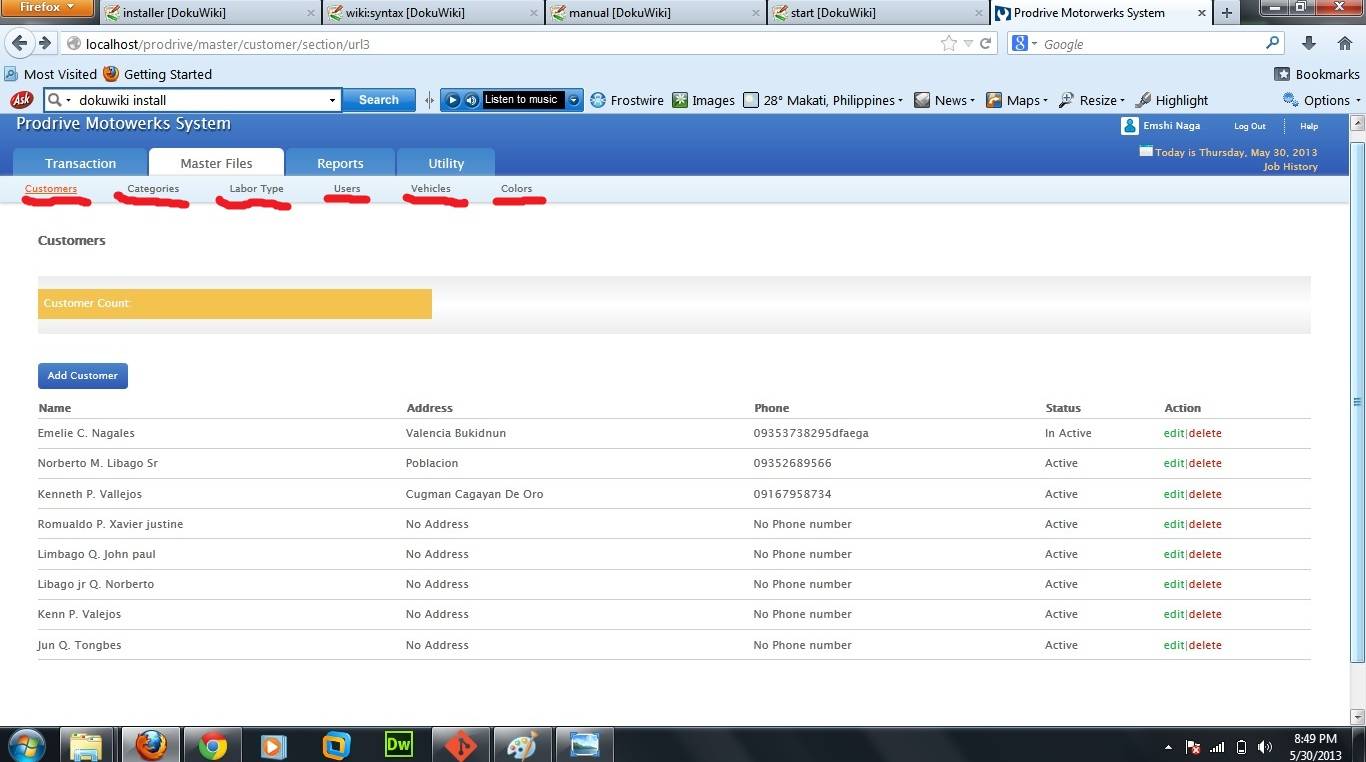 Firefox
installer [DokuWiki]
wiki:syntax [DokuWiki]
manual [DokuWiki]
start [DokuWiki]
Prodrive Motorwerks System
localhost/prodrive/master/customer/section/url3
Google
Most Visited Getting Started Bookmarks
Ask dokuwiki install Search Listen to music Frostwire Images 28° Makati, Philippines News Maps Resize Highlight Options
Prodrive Motowerks System
Emshi Naga Log Out Help
Today is Thursday, May 30, 2013
Job History
Transaction Master Files Reports Utility
Customers Categories Labor Type Users Vehicles Colors
Customers
Customer Count:
Add Customer
Name Address Phone Status Action
Emelie C. Nagales Valencia Bukidnun 09353738295dfaega In Active edit|delete
Norberto M. Libago Sr Poblacion 09352689566 Active edit|delete
Kenneth P. Vallejos Cugman Cagayan De Oro 09167958734 Active edit|delete
Romualdo P. Xavier justine No Address No Phone number Active edit|delete
Limbago Q. John paul No Address No Phone number Active edit|delete
Libago jr Q. Norberto No Address No Phone number Active edit|delete
Kenn P. Valejos No Address No Phone number Active edit|delete
Jun Q. Tongbes No Address No Phone number Active edit|delete
Dw
8:49 PM
5/30/2013